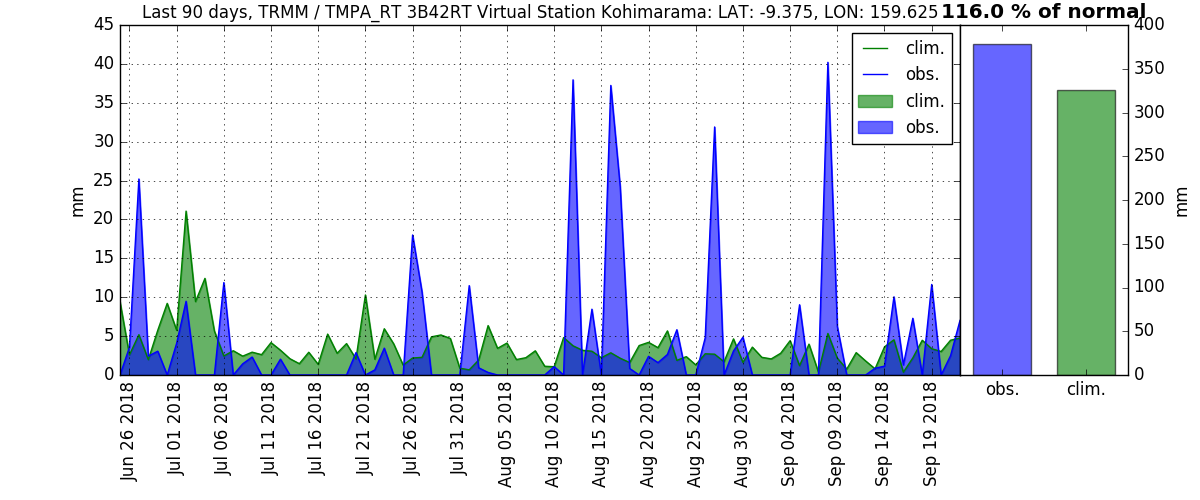 Last 90 days, TRMM / TMPA_RT 3B42RT Virtual Station Kohimarama: LAT: -9.375, LON: 159.625 116.0 % of normal
45
40
35
30
25
20
15
10
5
0
mm
clim.
obs.
clim.
obs.
400
350
300
250
200
150
100
50
0
mm
Jun 26 2018
Jul 01 2018
Jul 06 2018
Jul 11 2018
Jul 16 2018
Jul 21 2018
Jul 26 2018
Jul 31 2018
Aug 05 2018
Aug 10 2018
Aug 15 2018
Aug 20 2018
Aug 25 2018
Aug 30 2018
Sep 04 2018
Sep 09 2018
Sep 14 2018
Sep 19 2018
obs. clim.